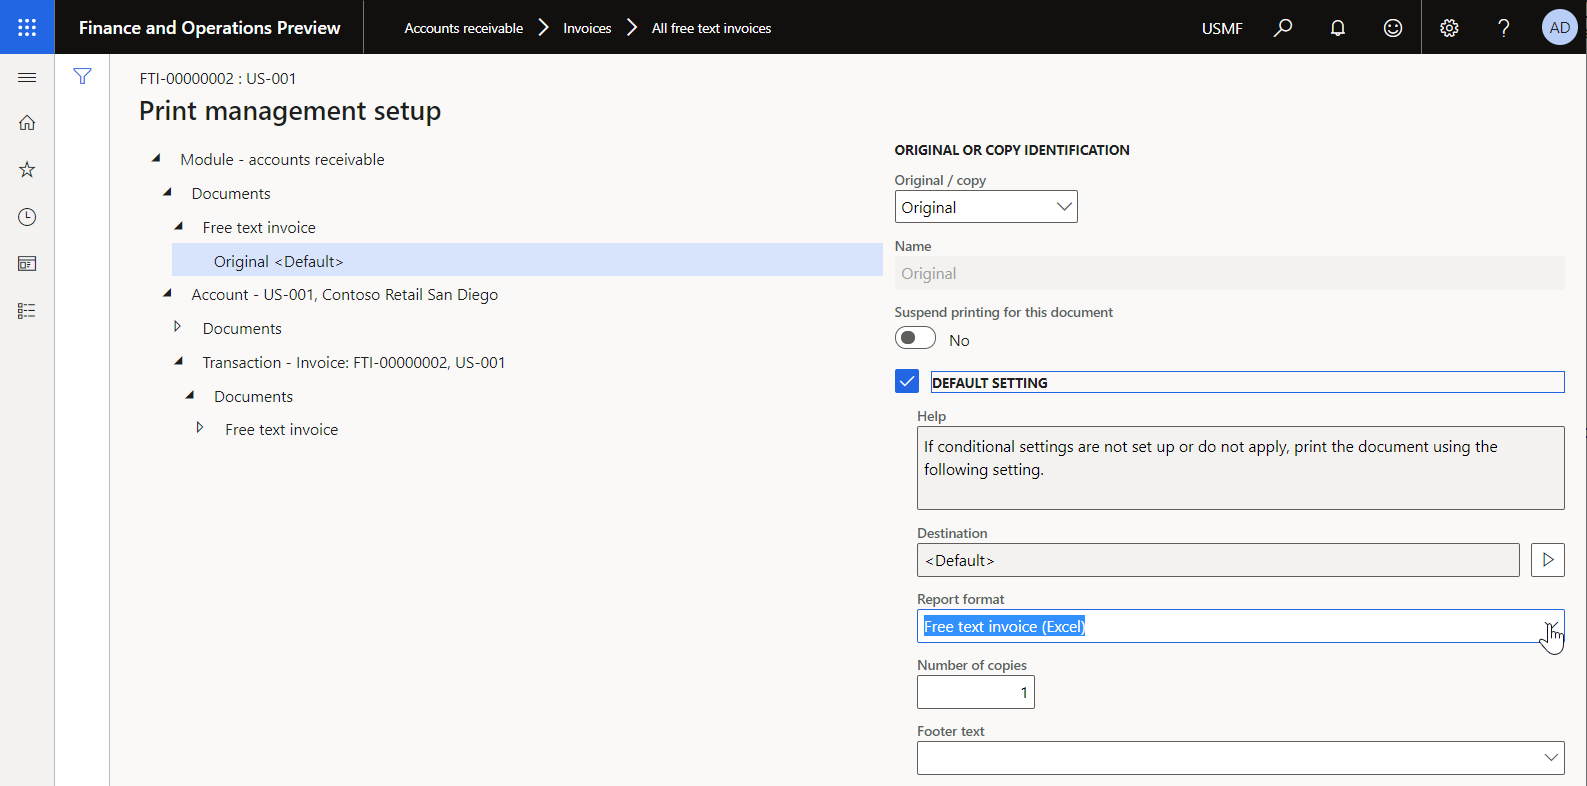 Finance and Operations Preview
Accounts receivable
Invoices
All free text invoices
USMF
?
AD
FTI-00000002 : US-001
Print management setup
Module - accounts receivable
Documents
Free text invoice
Original <Default>
Account - US-001, Contoso Retail San Diego
Documents
Transaction - Invoice: FTI-00000002, US-001
Documents
Free text invoice
ORIGINAL OR COPY IDENTIFICATION
Original / copy
Original
Name
Original
Suspend printing for this document
No
DEFAULT SETTING
Help
If conditional settings are not set up or do not apply, print the document using the
following setting.
Destination
<Default>
Report format
Free text invoice (Excel)
Number of copies
1
Footer text